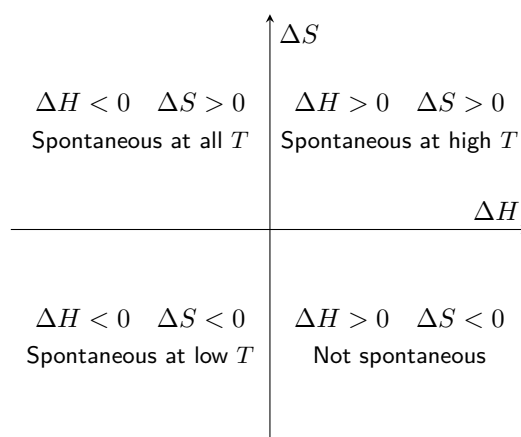 ΔS
ΔH < 0 ΔS > 0
Spontaneous at all T
ΔH > 0 ΔS > 0
Spontaneous at high T
ΔH
ΔH < 0 ΔS < 0
Spontaneous at low T
ΔH > 0 ΔS < 0
Not spontaneous